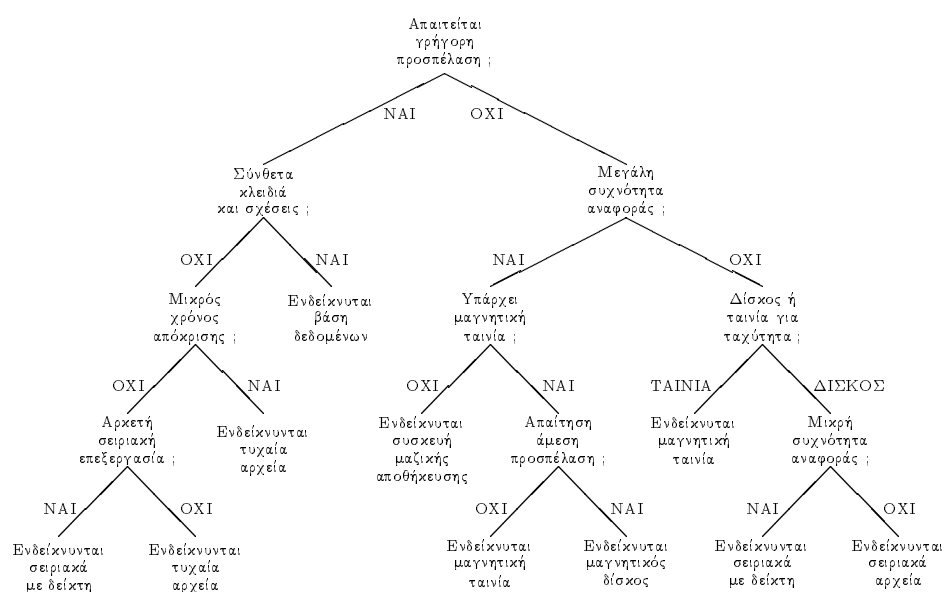 Απαιτείται
γρήγορη
προσπέλαση ;
ΝΑΙ ΟΧΙ
Σύνθετα
κλειδιά
και σχέσεις ;
Μεγάλη
συχνότητα
αναφοράς ;
ΟΧΙ ΝΑΙ
ΝΑΙ ΟΧΙ
Μικρός
χρόνος
απόκρισης ;
Ενδείκνυται
βάση
δεδομένων
Υπάρχει
μαγνητική
ταινία ;
Δίσκος ή
ταινία για
ταχύτητα ;
ΟΧΙ ΝΑΙ
ΟΧΙ ΝΑΙ
ΤΑΙΝΙΑ ΔΙΣΚΟΣ
Αρκετή
σειριακή
επεξεργασία ;
Ενδείκνυνται
τυχαία
αρχεία
Ενδείκνυται
συσκευή
μαζικής
αποθήκευσης
Απαίτηση
άμεση
προσπέλαση ;
Ενδείκνυται
μαγνητική
ταινία
Μικρή
συχνότητα
αναφοράς ;
ΝΑΙ ΟΧΙ
ΟΧΙ ΝΑΙ
ΝΑΙ ΟΧΙ
Ενδείκνυνται
σειριακά
με δείκτη
Ενδείκνυνται
τυχαία
αρχεία
Ενδείκνυται
μαγνητική
ταινία
Ενδείκνυται
μαγνητικός
δίσκος
Ενδείκνυνται
σειριακά
με δείκτη
Ενδείκνυνται
σειριακά
αρχεία